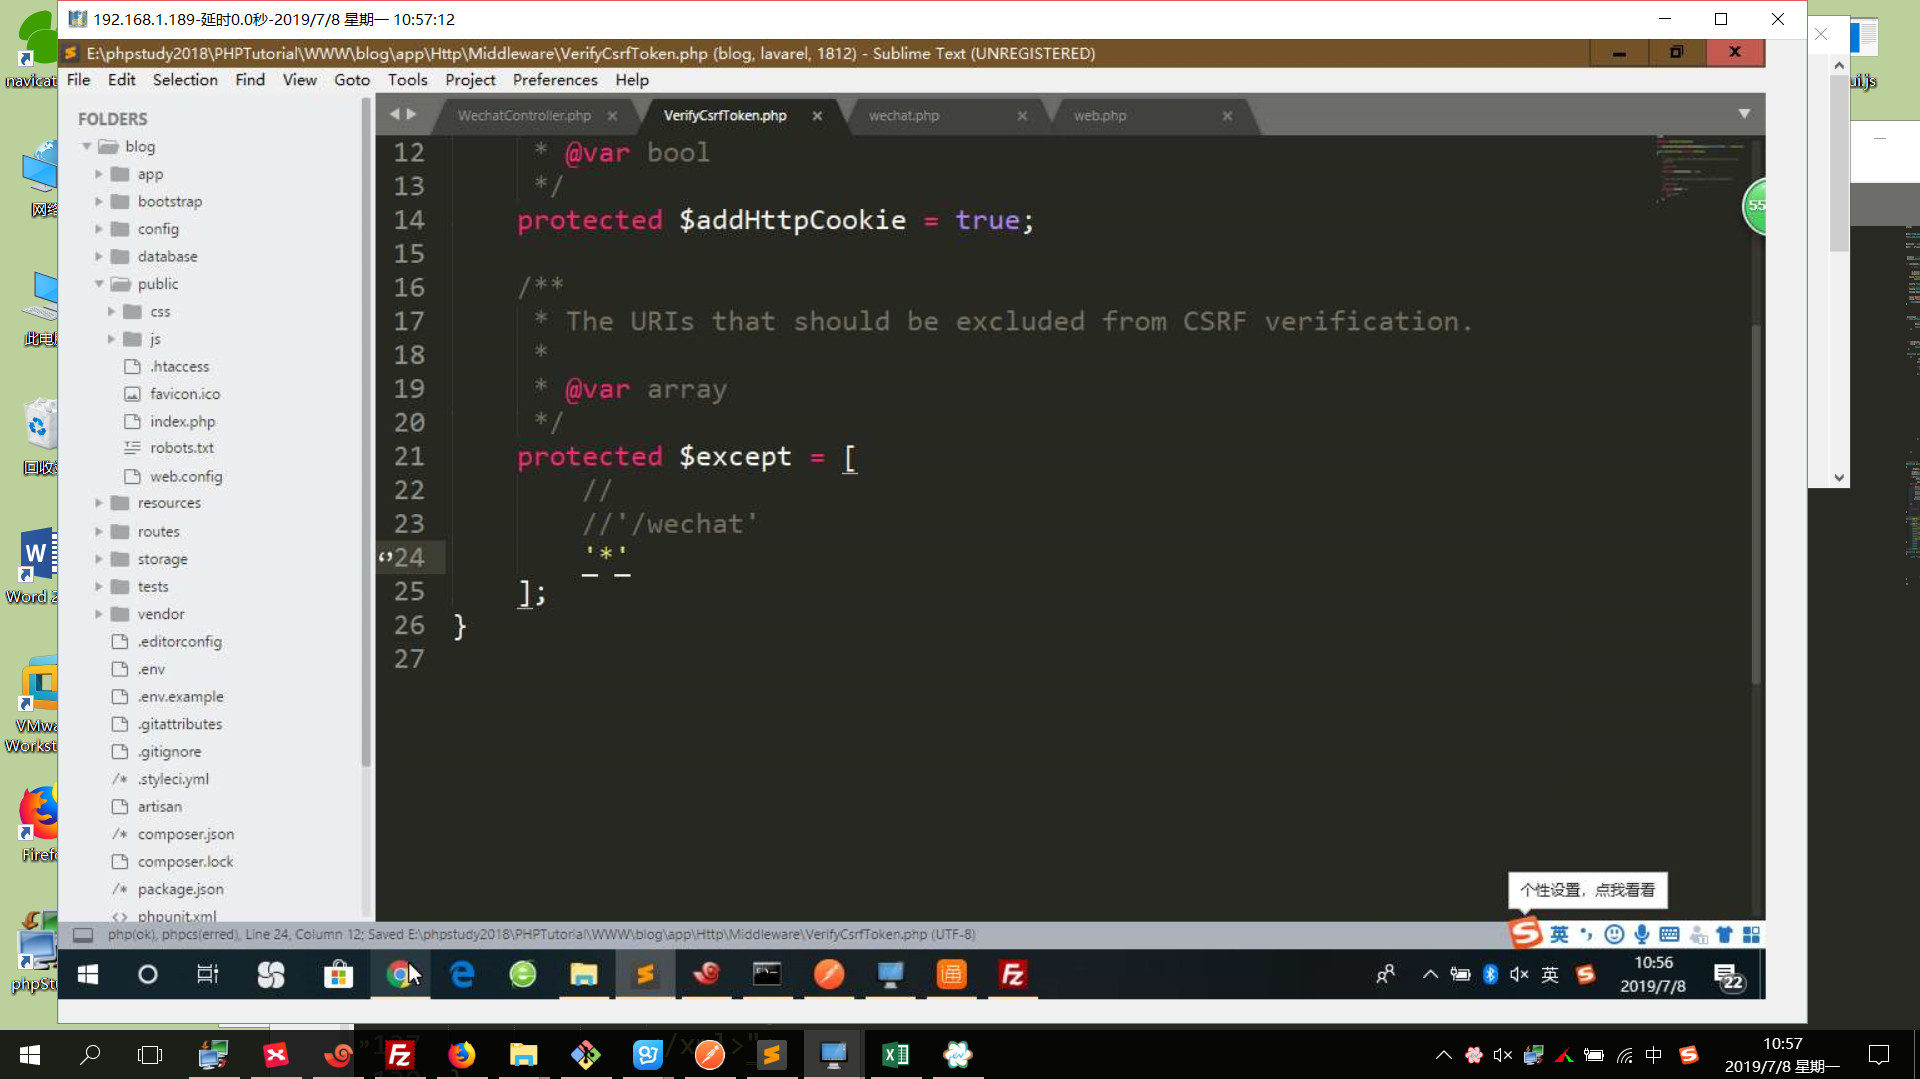 192.168.1.189-延时0.0秒-2019/7/8 星期一 10:57:12
E:\phpstudy2018\PHPTutorial\WWW\blog\app\Http\Middleware\VerifyCsrfToken.php (blog, lavarel, 1812) - Sublime Text (UNREGISTERED)
File Edit Selection Find View Goto Tools Project Preferences Help
FOLDERS
blog
app
bootstrap
config
database
public
css
js
.htaccess
favicon.ico
index.php
robots.txt
web.config
resources
routes
storage
tests
vendor
.editorconfig
.env
.env.example
.gitattributes
.gitignore
.styleci.yml
artisan
composer.json
composer.lock
package.json
phpunit.xml
WechatController.php VerifyCsrfToken.php wechat.php web.php
12 * @var bool
13 */
14 protected $addHttpCookie = true;
15
16 /**
17 * The URIs that should be excluded from CSRF verification.
18 *
19 * @var array
20 */
21 protected $except = [
22 //
23 //'/wechat'
24 '*'
25 ];
26 }
27
55
个性设置，点我看看
英
php(ok), phpcs(erred), Line 24, Column 12; Saved E:\phpstudy2018\PHPTutorial\WWW\blog\app\Http\Middleware\VerifyCsrfToken.php (UTF-8)
英
10:56
2019/7/8
22
网络
回收
Word 2
VMwa
Workst
Firefo
phpStu
navicat
ui.js
中
10:57
2019/7/8 星期一